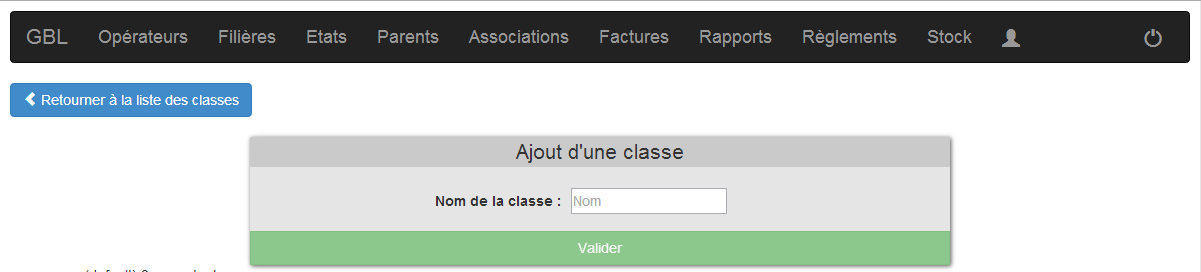 GBL Opérateurs Filières Etats Parents Associations Factures Rapports Règlements Stock
Retourner à la liste des classes
Ajout d'une classe
Nom de la classe : Nom
Valider